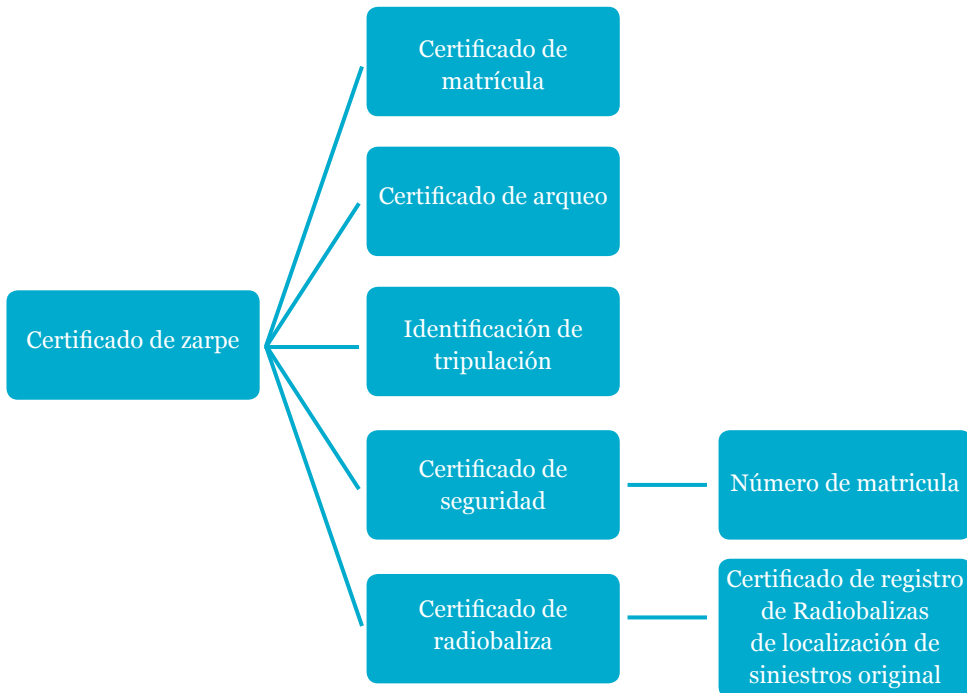 Certificado de
matrícula
Certificado de arqueo
Certificado de zarpe
Identificación de
tripulación
Certificado de
seguridad
Número de matricula
Certificado de
radiobaliza
Certificado de registro
de Radiobalizas
de localización de
siniestros original